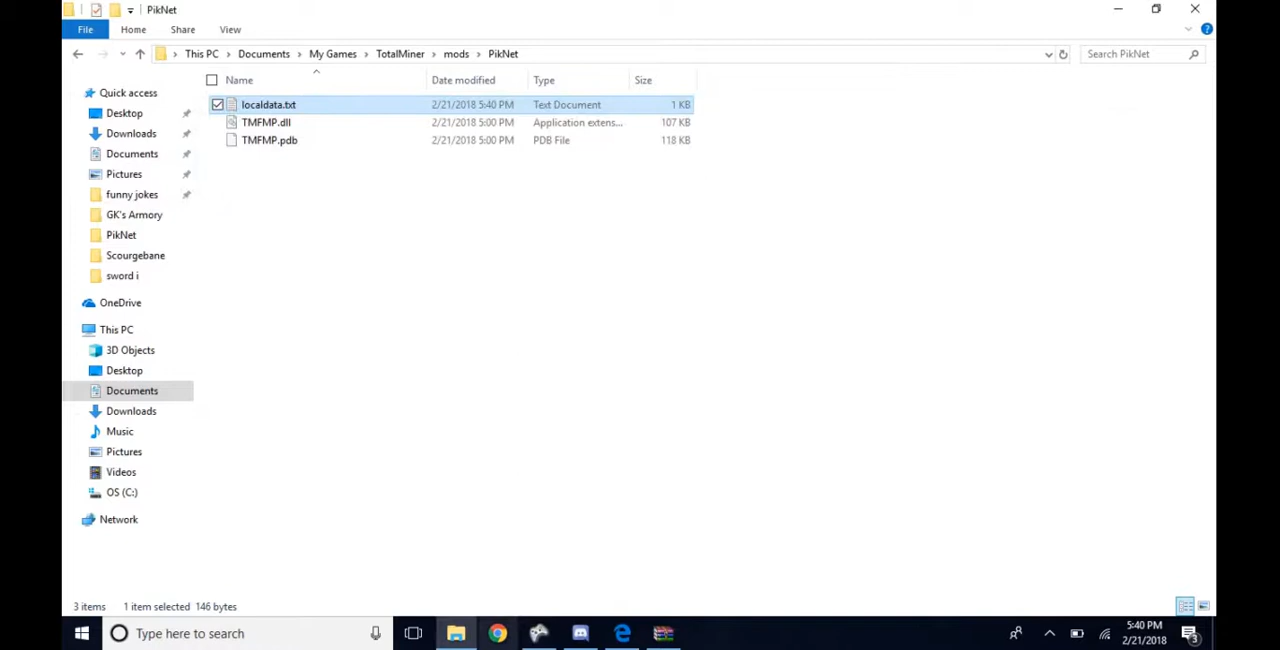 PikNet
File Home Share View
This PC Documents My Games TotalMiner mods PikNet Search PikNet
Name Date modified Type Size
localdata.txt 2/21/2018 5:40 PM Text Document 1 KB
TMFMP.dll 2/21/2018 5:00 PM Application extens... 107 KB
TMFMP.pdb 2/21/2018 5:00 PM PDB File 118 KB
Quick access
Desktop
Downloads
Documents
Pictures
funny jokes
GK's Armory
PikNet
Scourgebane
sword i
OneDrive
This PC
3D Objects
Desktop
Documents
Downloads
Music
Pictures
Videos
OS (C:)
Network
3 items 1 item selected 146 bytes
Type here to search
5:40 PM
2/21/2018
3